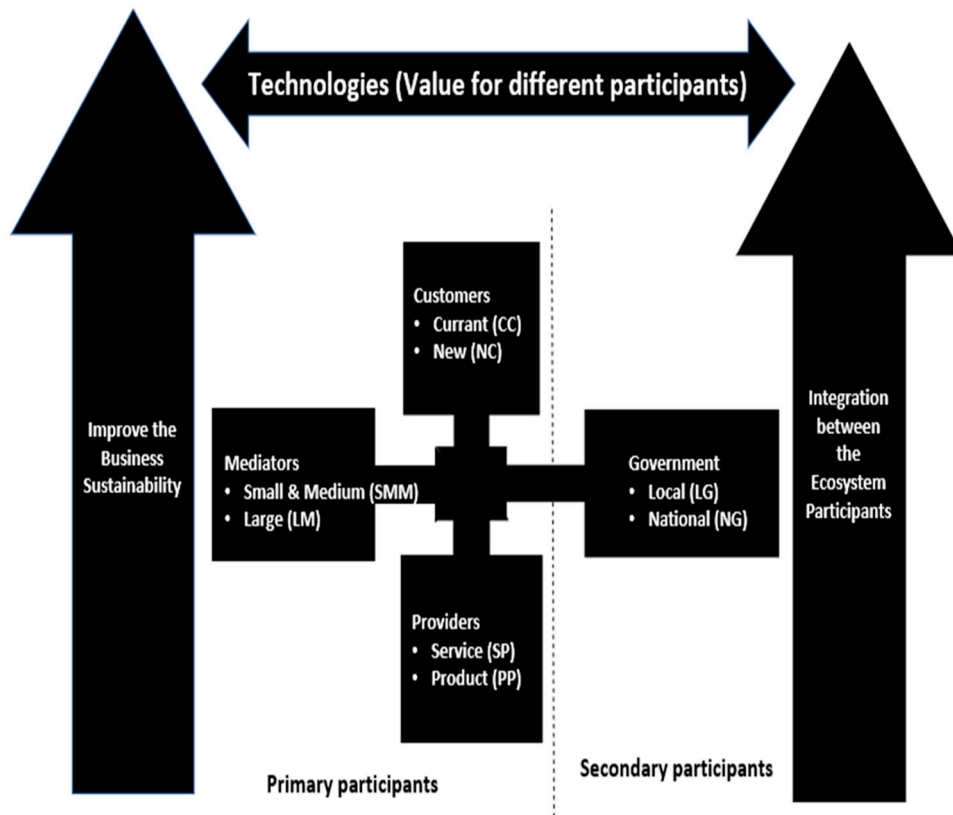 Technologies (Value for different participants)
Customers
• Currant (CC)
• New (NC)
Improve the
Business
Sustainability
Mediators
• Small & Medium (SMM)
• Large (LM)
Government
• Local (LG)
• National (NG)
Integration
between
the
Ecosystem
Participants
Providers
• Service (SP)
• Product (PP)
Primary participants
Secondary participants